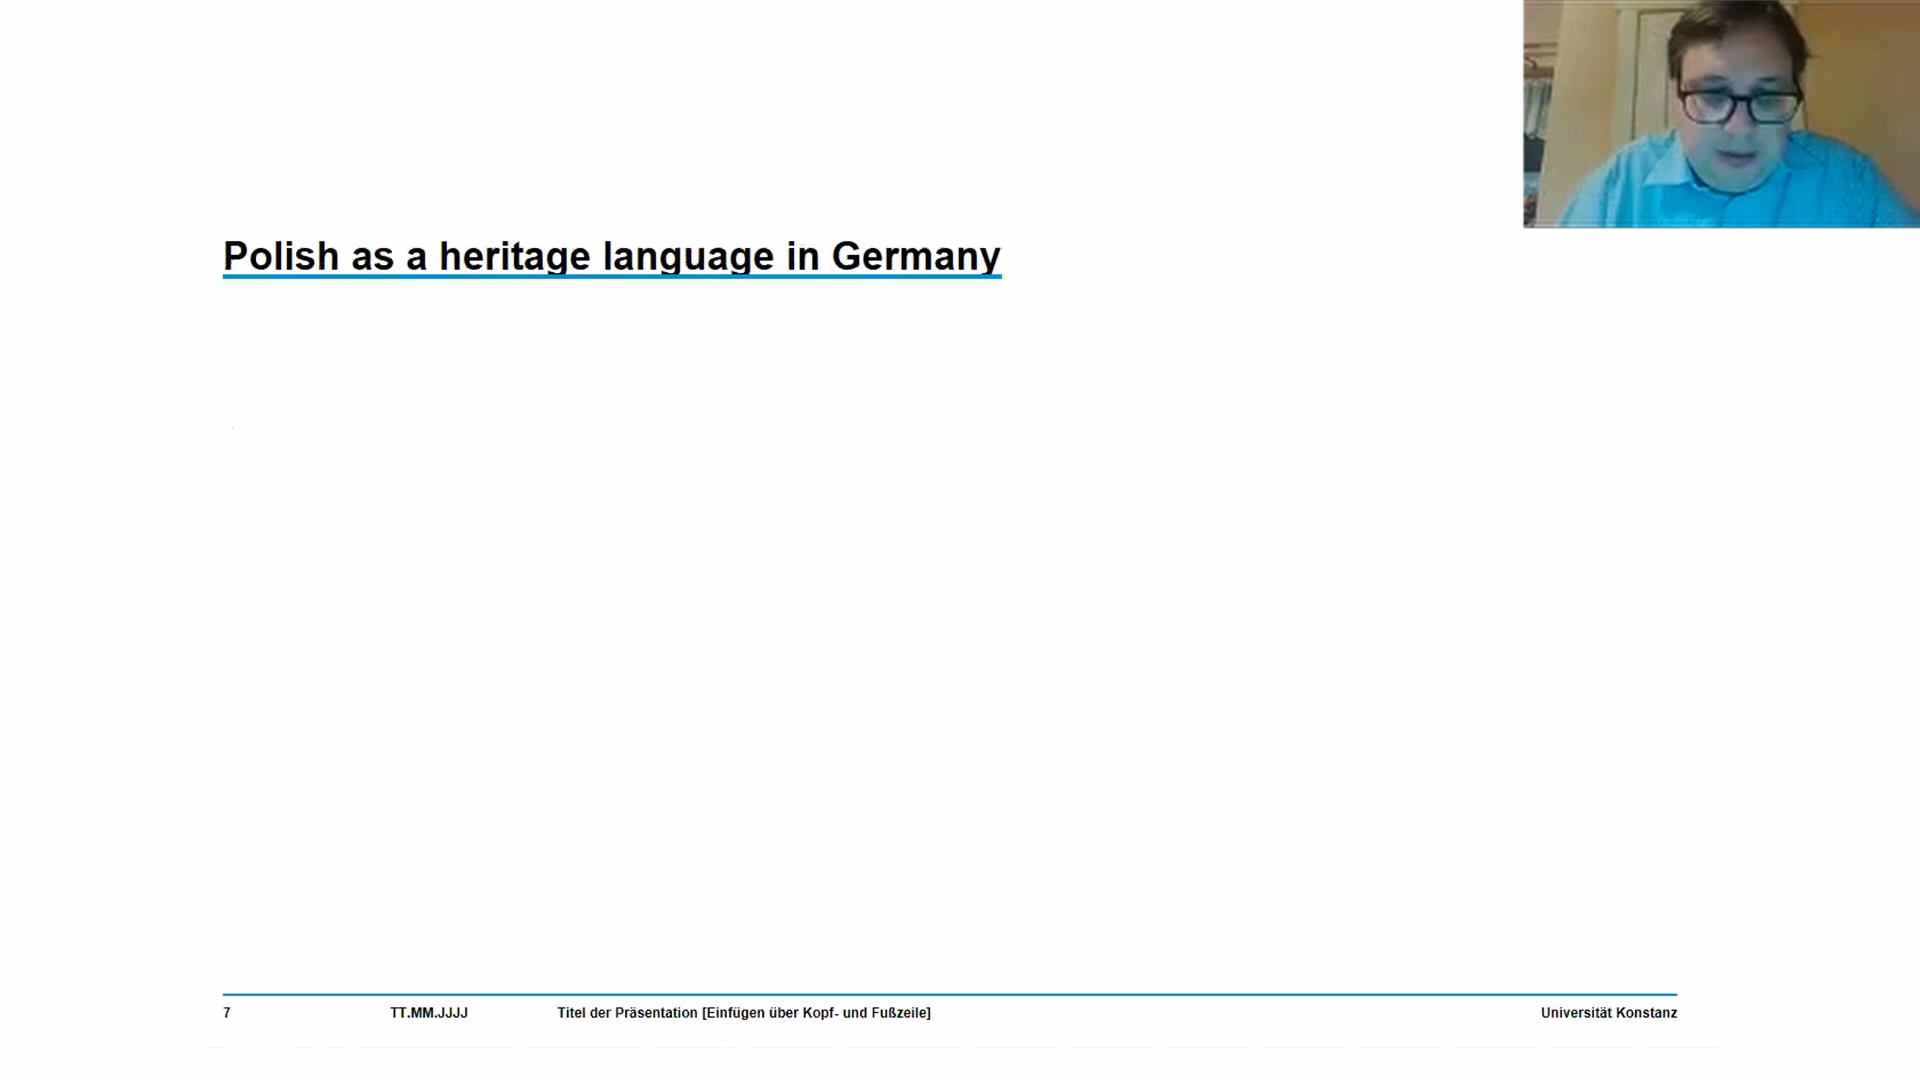 Polish as a heritage language in Germany
7 TT.MM.JJJJ Titel der Präsentation [Einfügen über Kopf- und Fußzeile] Universität Konstanz